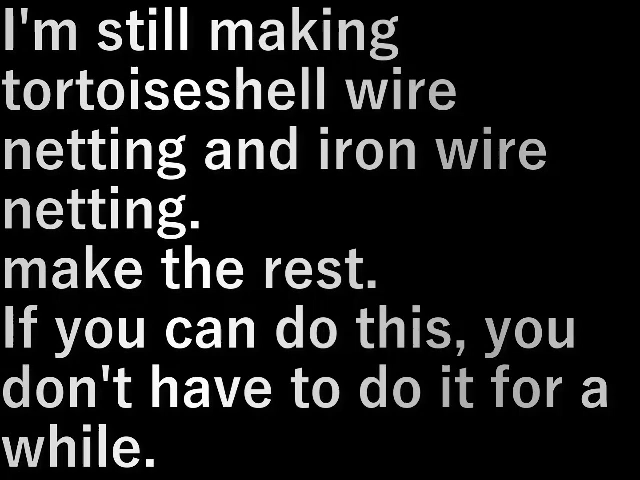 I'm still making
tortoiseshell wire
netting and iron wire
netting.
make the rest.
If you can do this, you
don't have to do it for a
while.